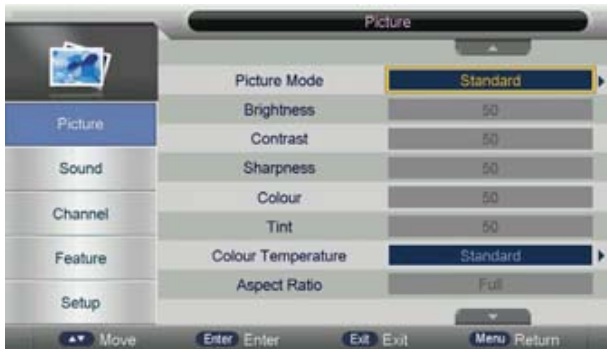 Picture
Picture
Sound
Channel
Feature
Setup
Picture Mode Standard
Brightness 50
Contrast 50
Sharpness 50
Colour 50
Tint 50
Colour Temperature Standard
Aspect Ratio Full
Move Enter Enter Exit Exit Menu Return